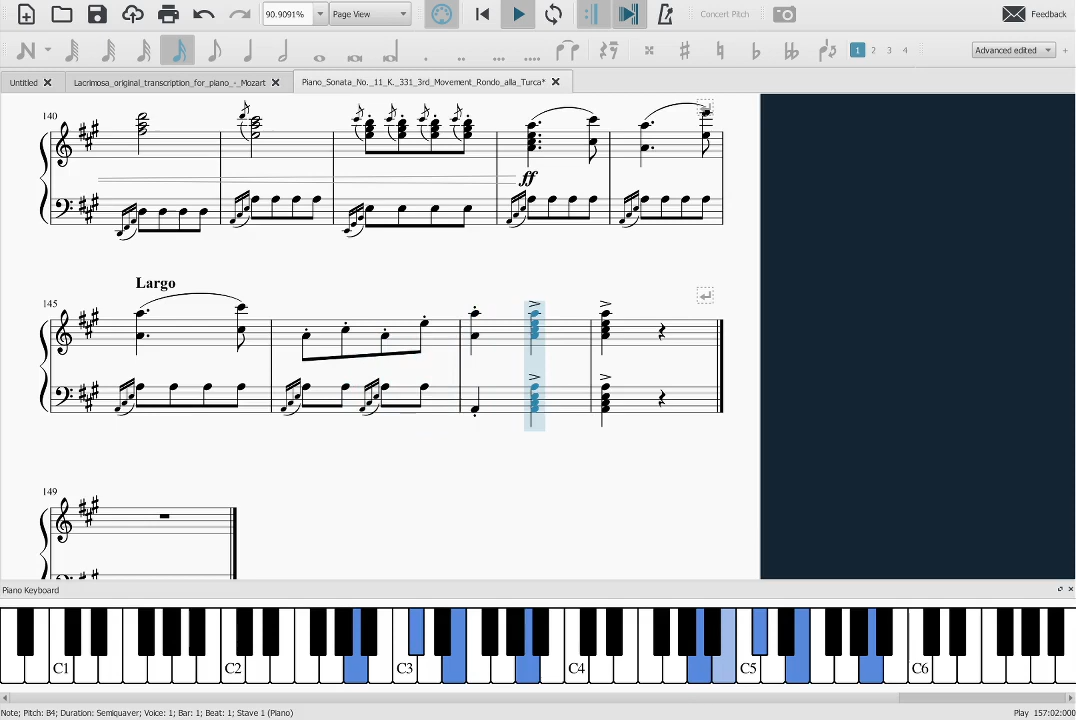 90.9091%
Page View
Concert Pitch
Feedback
1 2 3 4
Advanced edited
+
Untitled
Lacrimosa_original_transcription_for_piano_-_Mozart
Piano_Sonata_No._11_K._331_3rd_Movement_Rondo_alla_Turca*
140
ff
145
Largo
149
Piano Keyboard
C1 C2 C3 C4 C5 C6
Note; Pitch: B4; Duration: Semiquaver; Voice: 1; Bar: 1; Beat: 1; Stave 1 (Piano)
Play 157:02:000